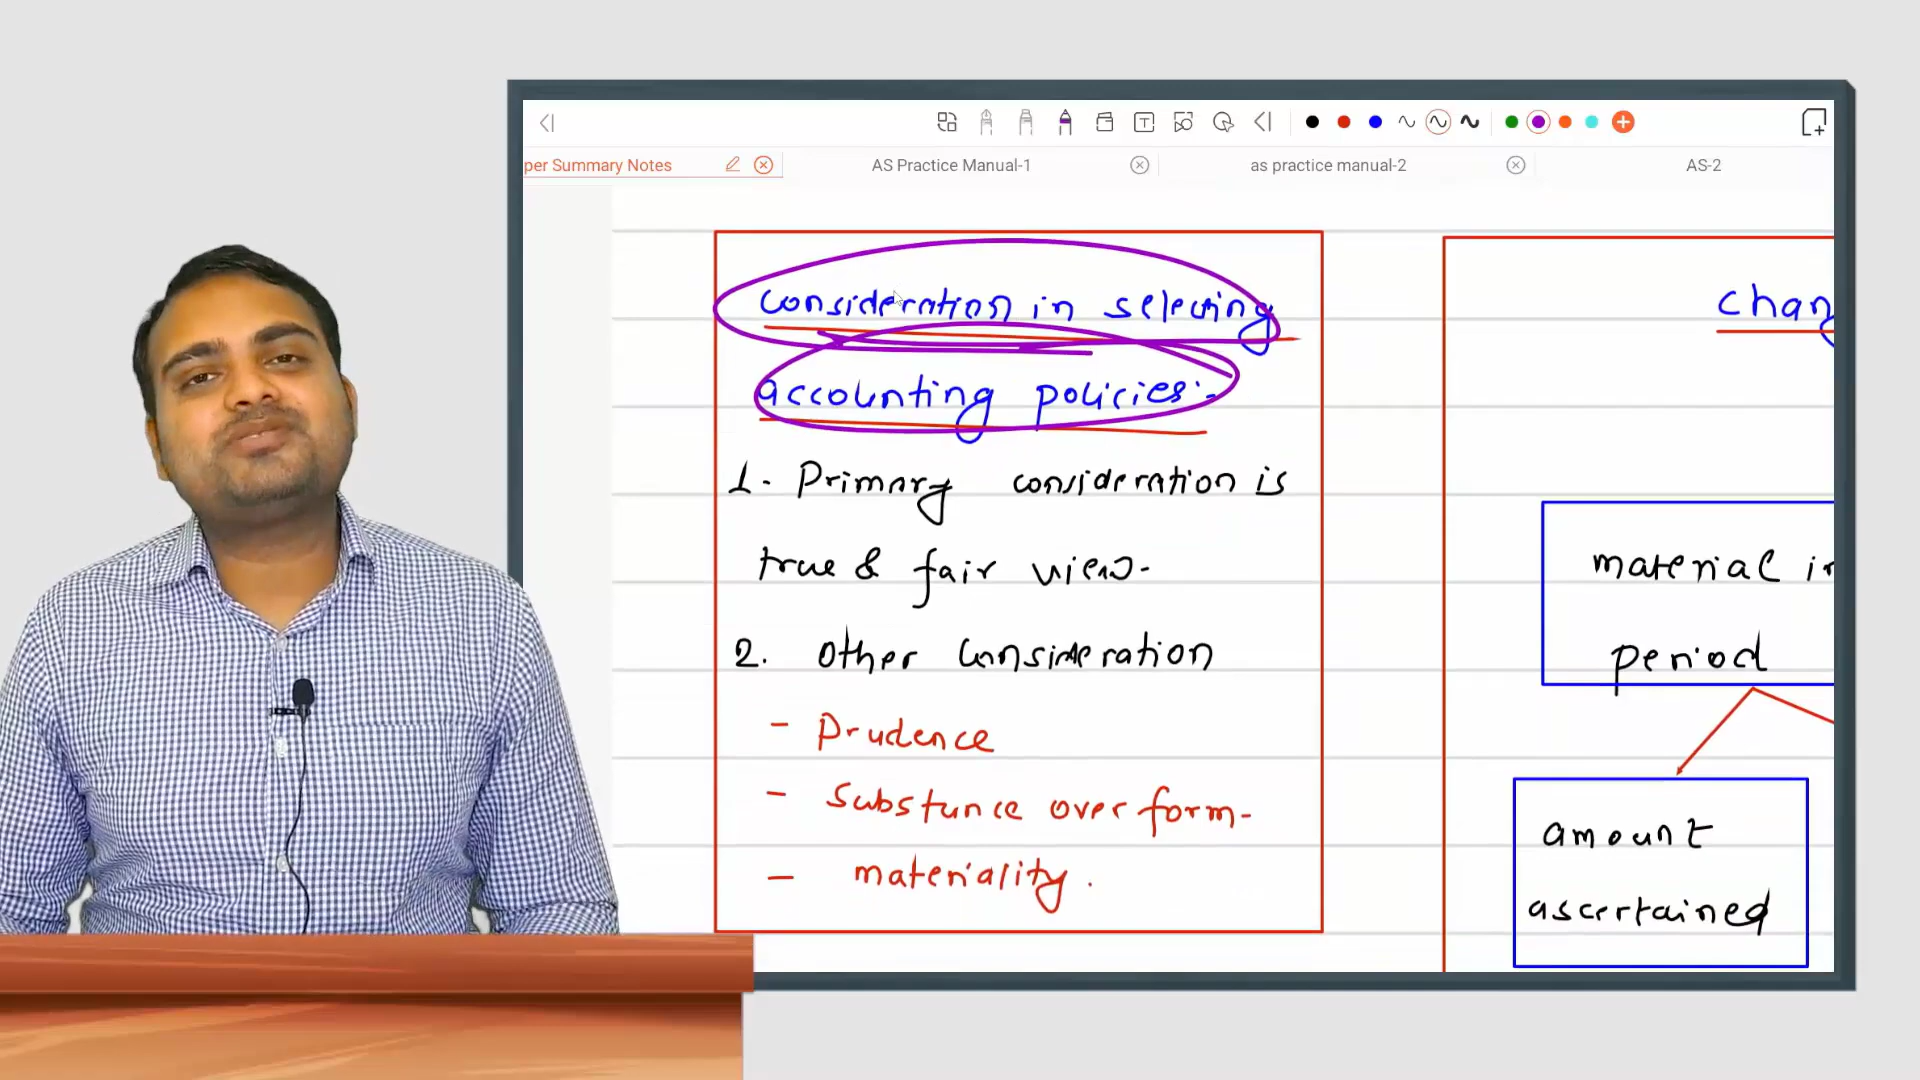 per Summary Notes
AS Practice Manual-1
as practice manual-2
AS-2
consideration in selecting
accounting policies:-
1. Primary consideration is
true & fair view.
2. Other consideration
- Prudence
- Substance over form.
- materiality.
chan
material in
period
amount
ascertained